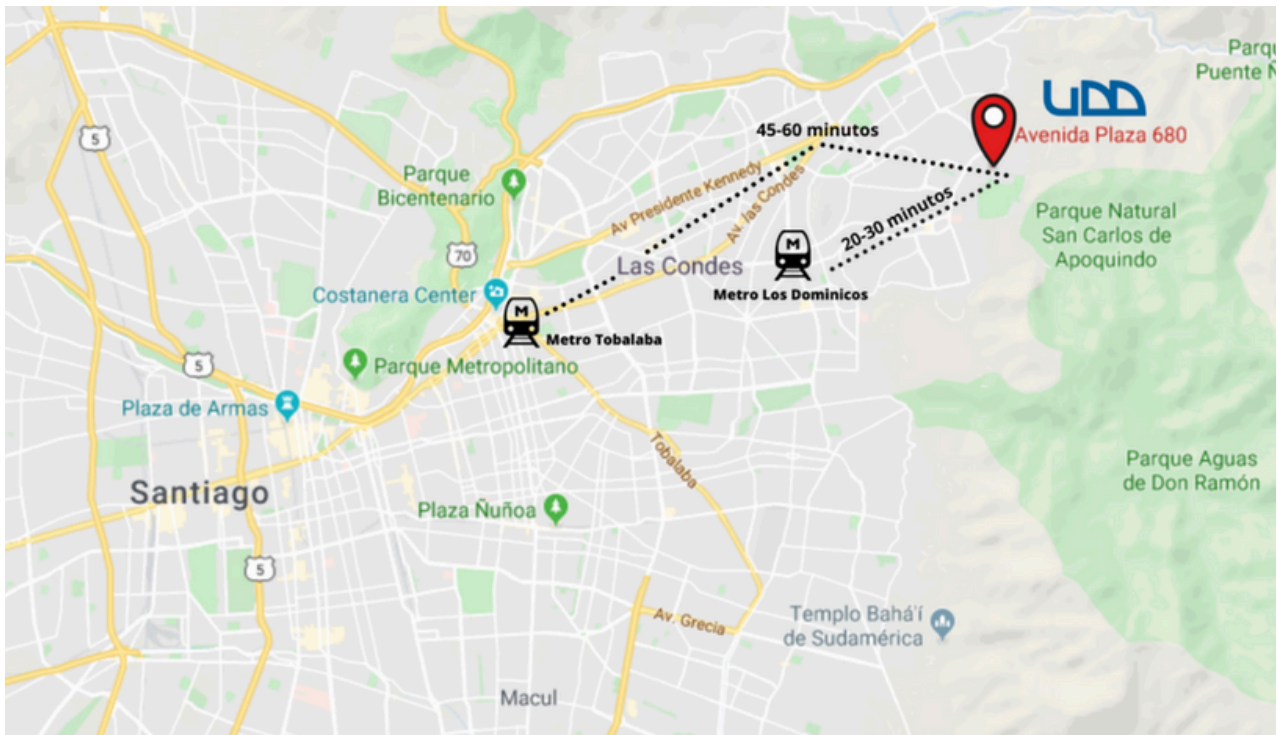 Parqu
Puente Ñ
UDD
45-60 minutos
Avenida Plaza 680
5
Parque
Bicentenario
Av Presidente Kennedy
Av. las Condes
20-30 minutos
Parque Natural
San Carlos de
Apoquindo
70
M
Las Condes
Metro Los Dominicos
Costanera Center
M
Metro Tobalaba
5
Parque Metropolitano
Plaza de Armas
Tobalaba
Parque Aguas
de Don Ramón
Santiago
Plaza Ñuñoa
5
Av. Grecia
Templo Bahá'í
de Sudamérica
Macul